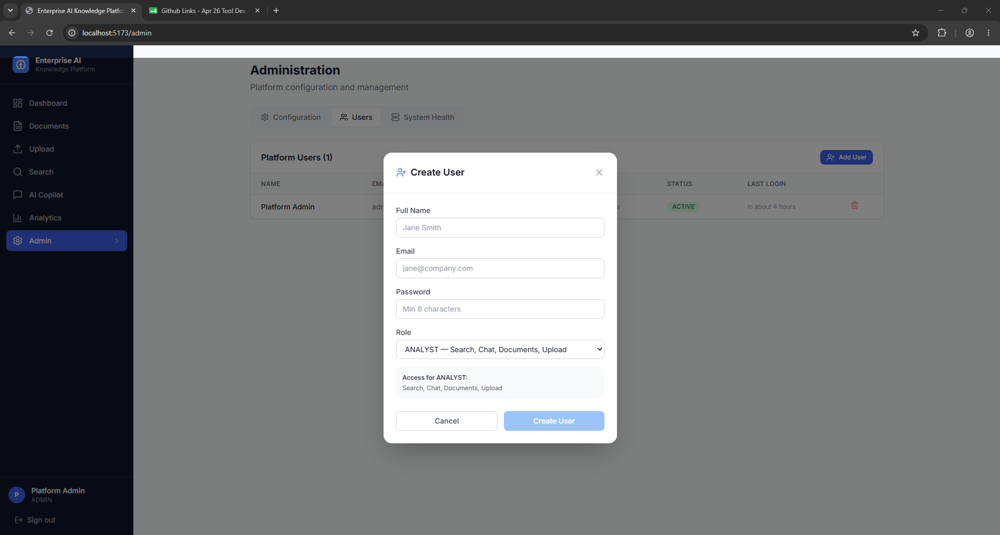 Enterprise AI Knowledge Platfo
Github Links - Apr 26 Tool Dev
localhost:5173/admin
Enterprise AI
Knowledge Platform
Dashboard
Documents
Upload
Search
AI Copilot
Analytics
Admin
P
Platform Admin
ADMIN
Sign out
Administration
Platform configuration and management
Configuration
Users
System Health
Platform Users (1)
Add User
NAME
EMA
STATUS
LAST LOGIN
Platform Admin
adn
s
ACTIVE
in about 4 hours
Create User
Full Name
Jane Smith
Email
jane@company.com
Password
Min 8 characters
Role
ANALYST — Search, Chat, Documents, Upload
Access for ANALYST:
Search, Chat, Documents, Upload
Cancel
Create User